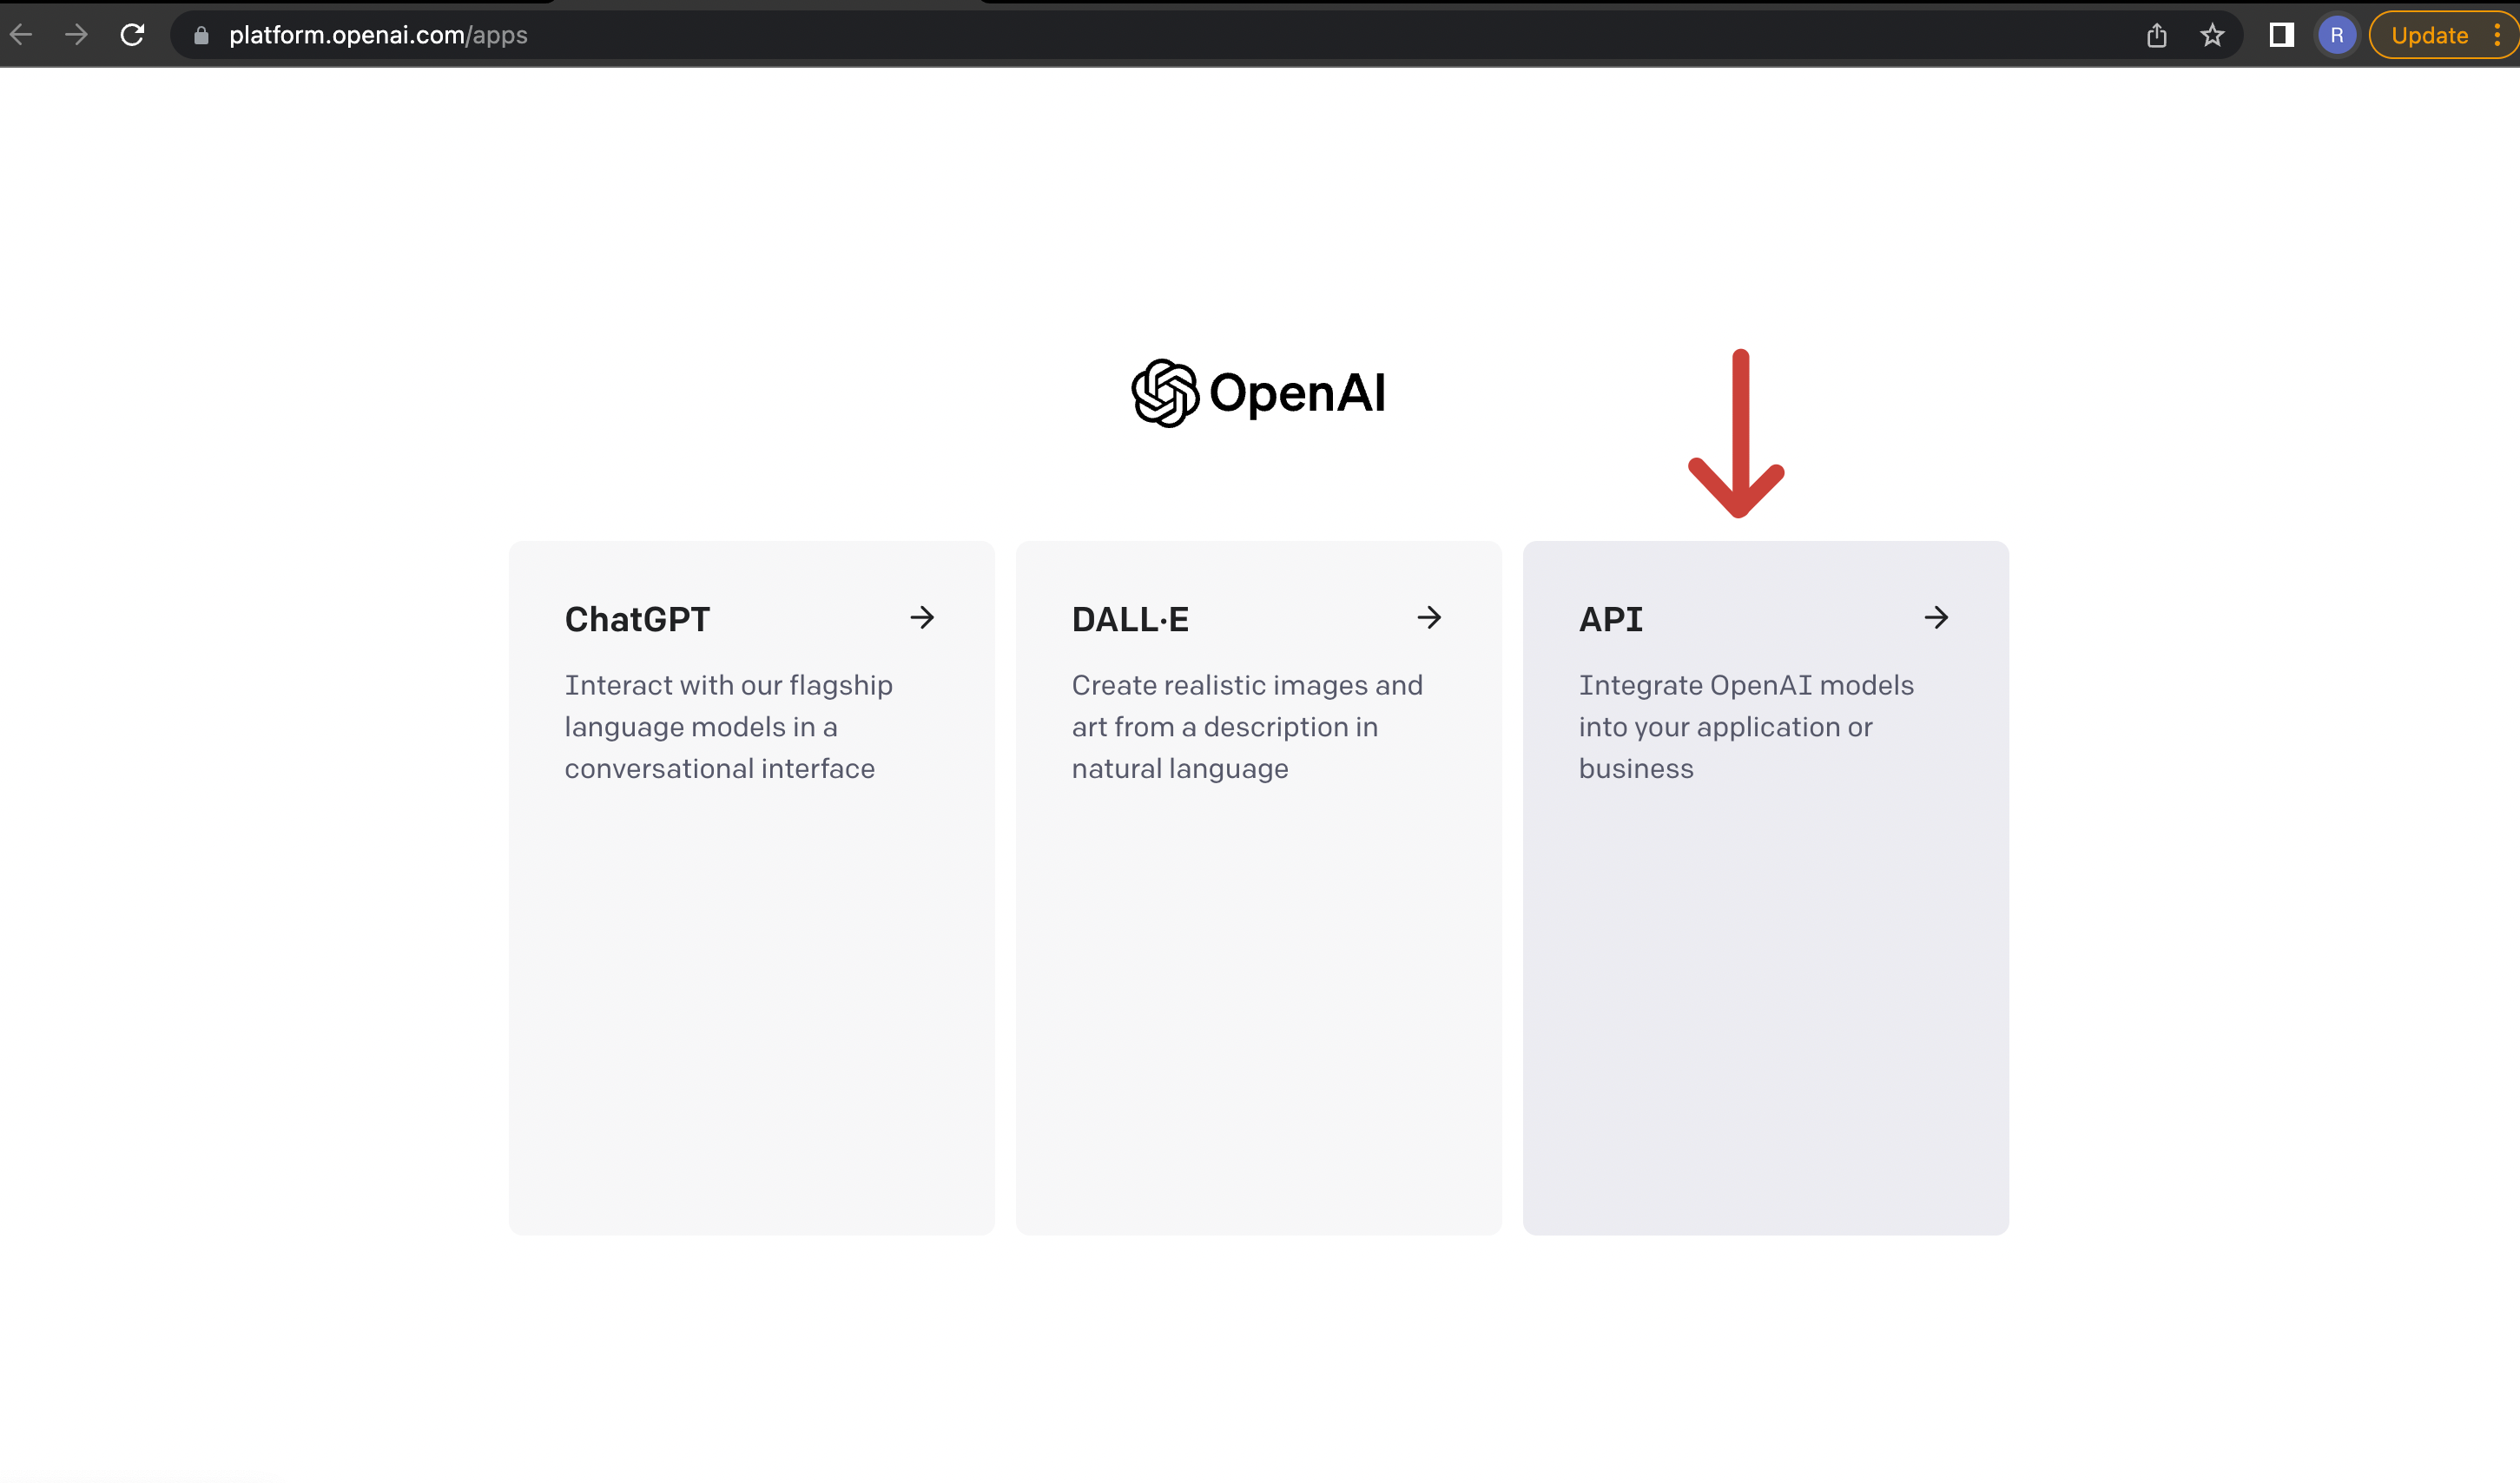 platform.openai.com/apps
R
Update
OpenAI
ChatGPT
Interact with our flagship
language models in a
conversational interface
DALL·E
Create realistic images and
art from a description in
natural language
API
Integrate OpenAI models
into your application or
business